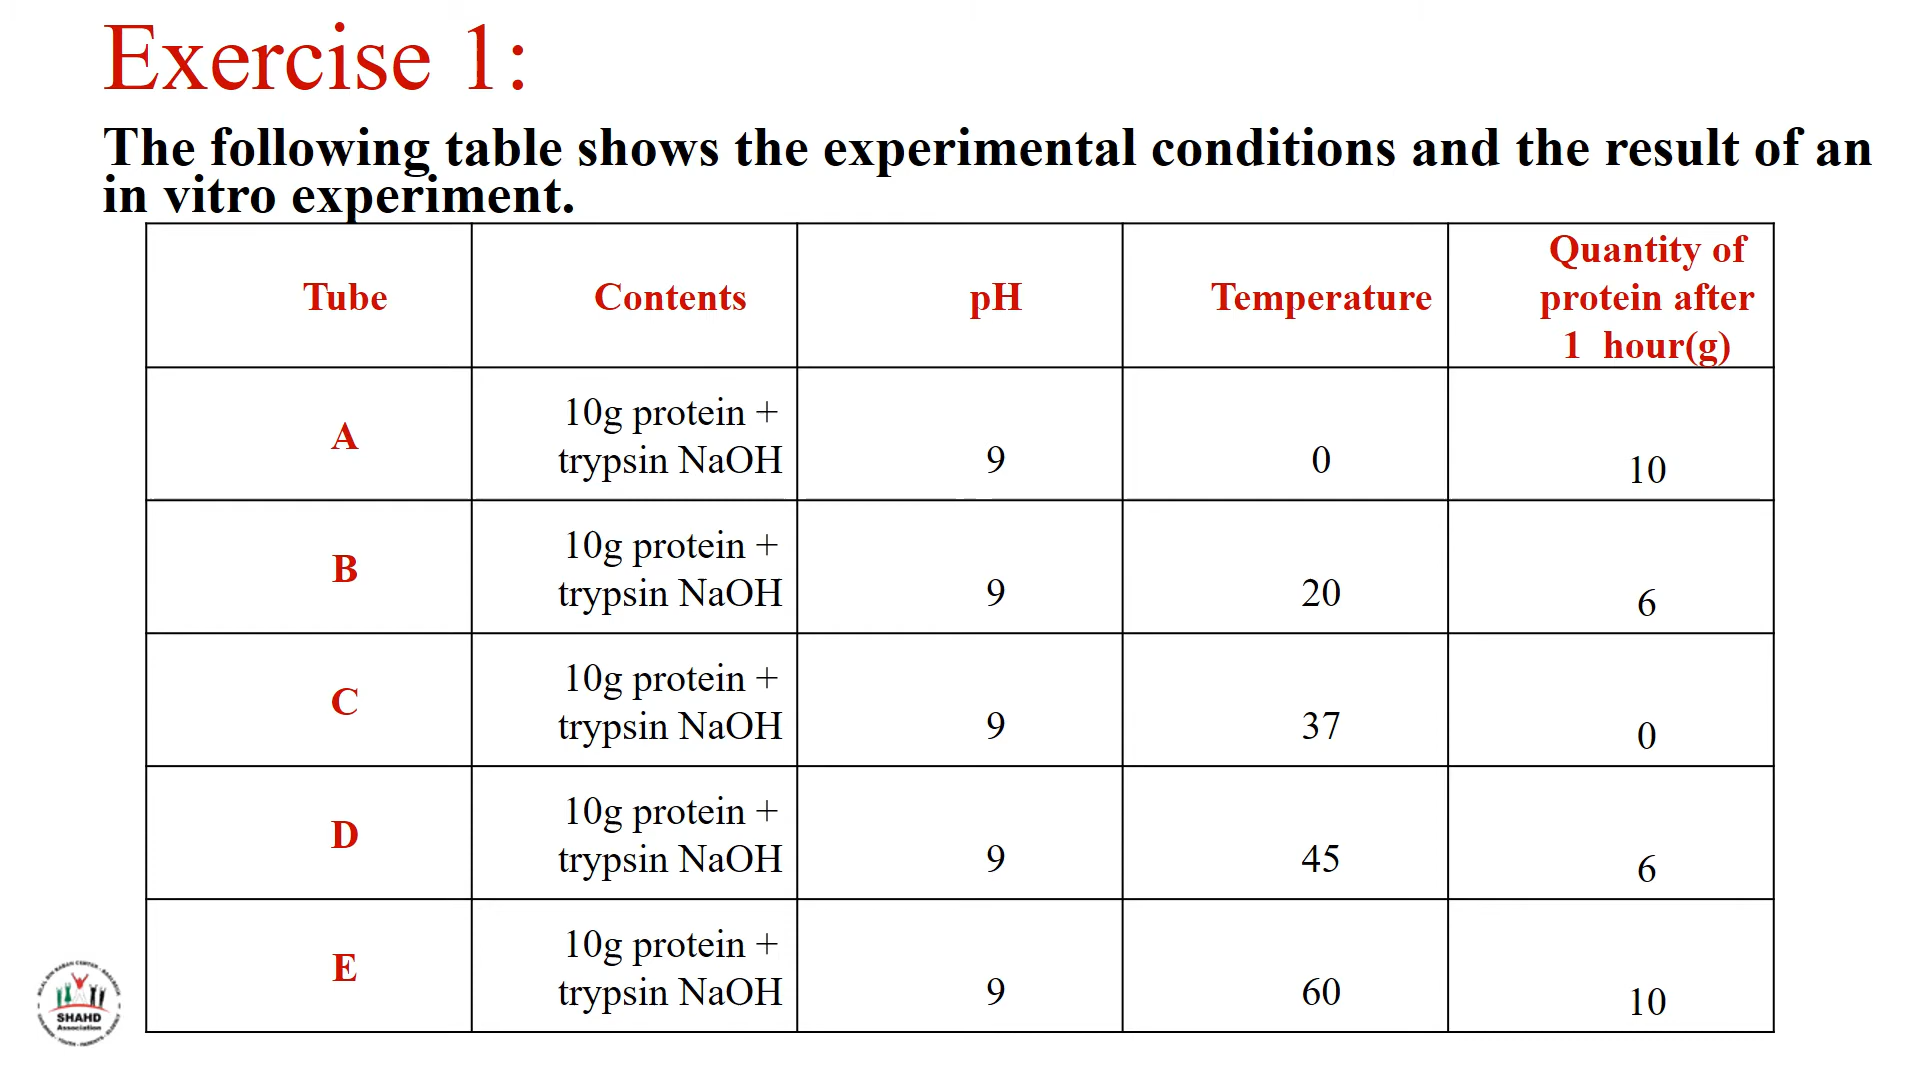 Exercise 1:
The following table shows the experimental conditions and the result of an
in vitro experiment.
Tube
Contents
pH
Temperature
Quantity of
protein after
1 hour(g)
A
10g protein +
trypsin NaOH
9
0
10
B
10g protein +
trypsin NaOH
9
20
6
C
10g protein +
trypsin NaOH
9
37
0
D
10g protein +
trypsin NaOH
9
45
6
E
10g protein +
trypsin NaOH
9
60
10
SHAHD
Association